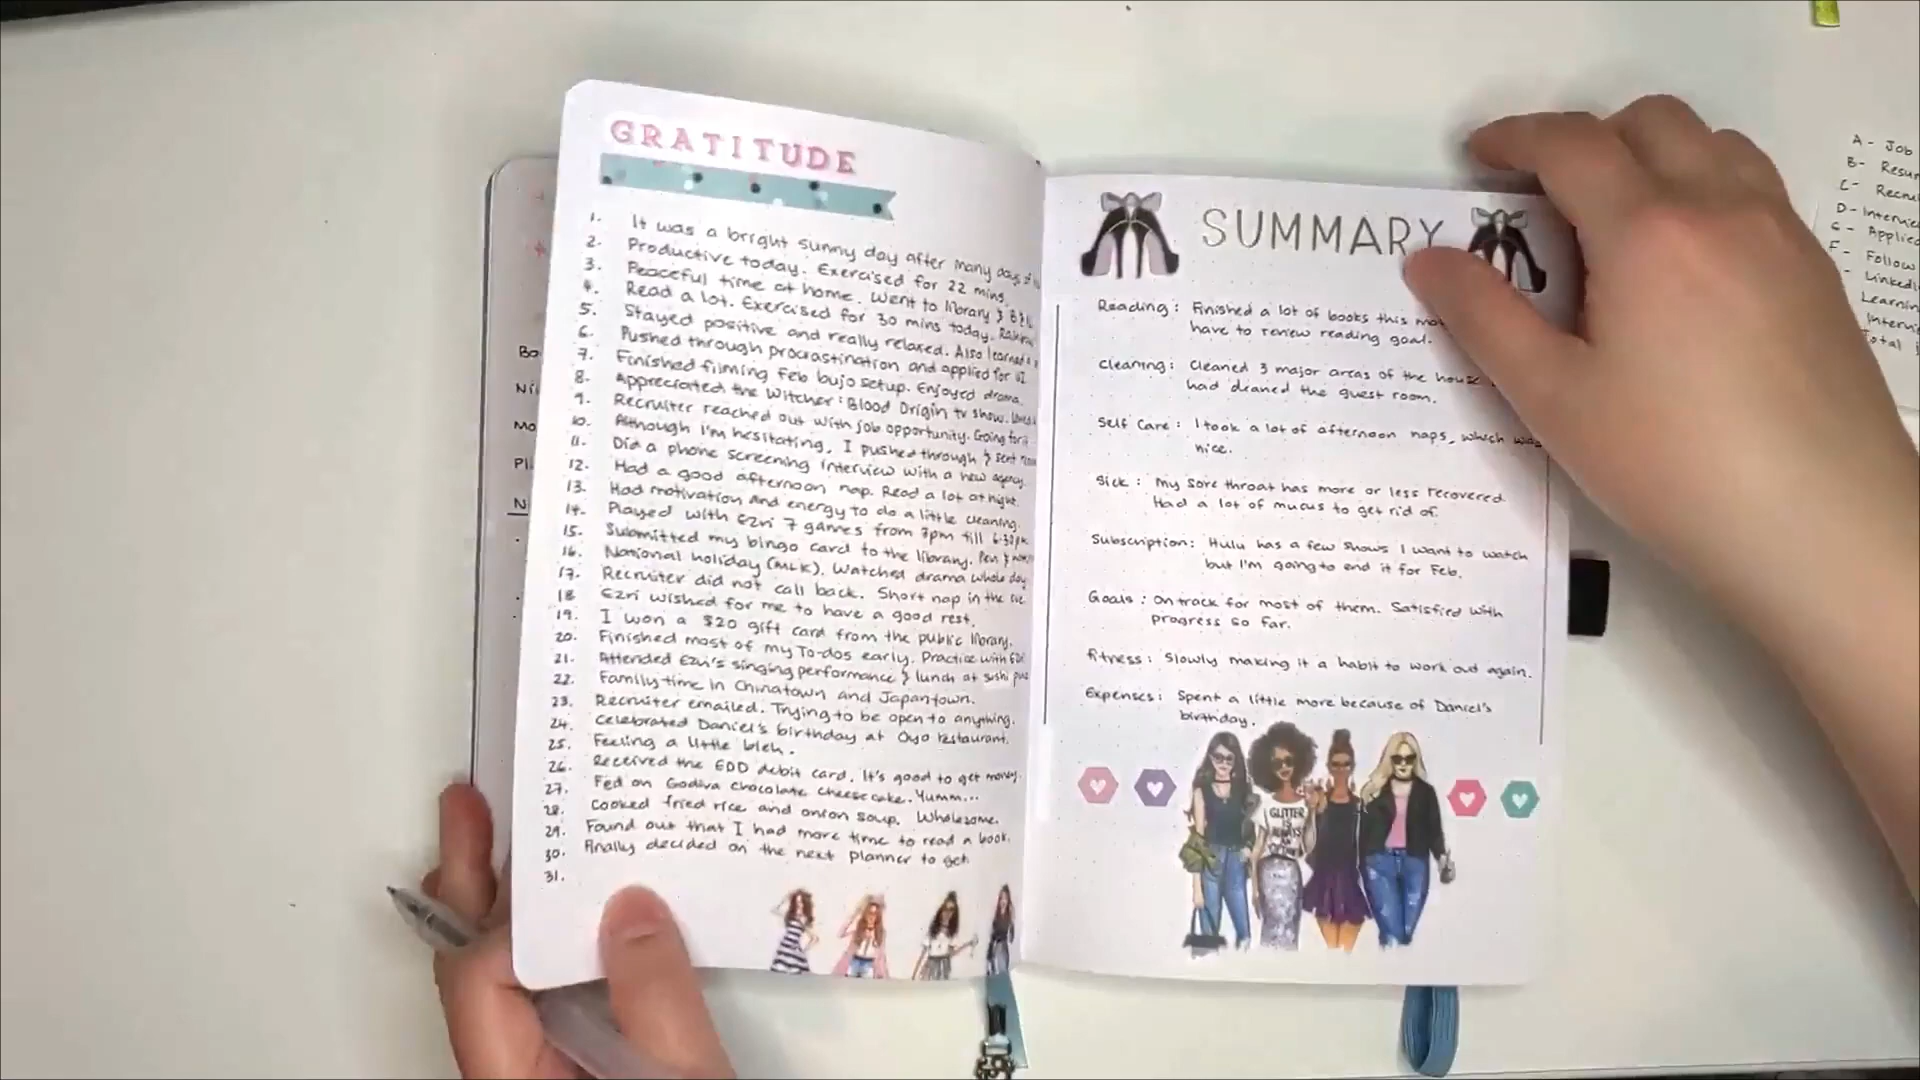 GRATITUDE
1. It was a bright sunny day after many days of
2. Productive today. Exercised for 22 mins.
3. Peaceful time at home. Went to library &
4. Read a lot. Exercised for 30 mins today.
5. Stayed positive and really relaxed. Also learned
6. Pushed through procrastination and applied for UI
7. Finished filming Feb bujo setup. Enjoyed drama.
8. Appreciated the Witcher: Blood Origin tv show.
9. Recruiter reached out with job opportunity. Going for it
10. Although I'm hesitating, I pushed through & sent
11. Did a phone screening interview with a new agency.
12. Had a good afternoon nap. Read a lot at night.
13. Had motivation and energy to do a little cleaning.
14. Played with Ezri 7 games from 3pm till 6:30pm.
15. Submitted my bingo card to the library. Pen &
16. National holiday (MLK). Watched drama whole day
17. Recruiter did not call back. Short nap in the eve
18 Ezri wished for me to have a good rest.
19. I won a $20 gift card from the public library.
20. Finished most of my To-dos early. Practice with
21. Attended Ezri's singing performance & lunch at sushi
22. Family time in Chinatown and Japantown.
23. Recruiter emailed. Trying to be open to anything.
24. Celebrated Daniel's birthday at Oyo restaurant.
25. Feeling a little bleh.
26. Received the EDD debit card. It's good to get money.
27. Fed on Godiva chocolate cheesecake. Yumm...
28. Cooked fried rice and onion soup. Wholesome.
29. Found out that I had more time to read a book.
30. Finally decided on the next planner to get
31.
SUMMARY
Reading: Finished a lot of books this
have to review reading goal.
Cleaning: Cleaned 3 major areas of the house
had cleaned the guest room.
Self Care: I took a lot of afternoon naps, which was
nice.
Sick: My sore throat has more or less recovered.
Had a lot of mucus to get rid of.
Subscription: Hulu has a few shows I want to watch
but I'm going to end it for Feb.
Goals: On track for most of them. Satisfied with
progress so far.
Fitness: Slowly making it a habit to work out again.
Expenses: Spent a little more because of Daniel's
birthday.
GLITTER
IS
ALWAYS
AN
OPTION
A - Job
B-
C-
D- Interview
F- Follow